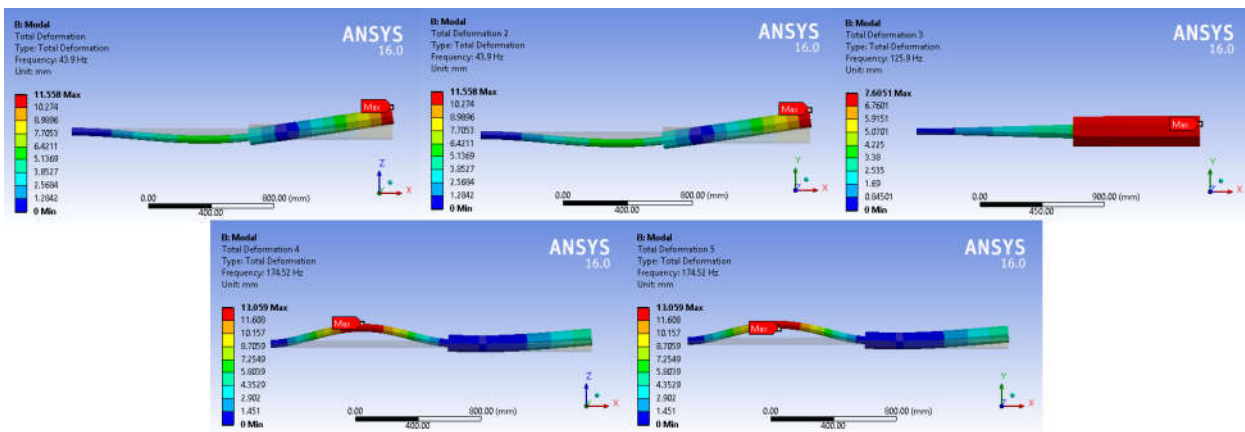 B: Modal
Total Deformation
Type: Total Deformation
Frequency: 43.9 Hz
Unit: mm
ANSYS
16.0
11.558 Max
10.274
8.9896
7.7053
6.4211
5.1369
3.8527
2.5684
1.2842
0 Min
Max
Z
X
0.00
800.00 (mm)
400.00
B: Modal
Total Deformation 2
Type: Total Deformation
Frequency: 43.9 Hz
Unit: mm
ANSYS
16.0
11.558 Max
10.274
8.9896
7.7053
6.4211
5.1369
3.8527
2.5684
1.2842
0 Min
Max
Y
X
0.00
800.00 (mm)
400.00
B: Modal
Total Deformation 3
Type: Total Deformation
Frequency: 125.9 Hz
Unit: mm
ANSYS
16.0
7.6051 Max
6.7601
5.9151
5.0701
4.225
3.38
2.535
1.69
0.84501
0 Min
Max
Y
X
0.00
900.00 (mm)
450.00
B: Modal
Total Deformation 4
Type: Total Deformation
Frequency: 174.52 Hz
Unit: mm
ANSYS
16.0
13.059 Max
11.608
10.157
8.7059
7.2549
5.8039
4.3529
2.902
1.451
0 Min
Max
Z
X
0.00
800.00 (mm)
400.00
B: Modal
Total Deformation 5
Type: Total Deformation
Frequency: 174.52 Hz
Unit: mm
ANSYS
16.0
13.059 Max
11.608
10.157
8.7059
7.2549
5.8039
4.3529
2.902
1.451
0 Min
Max
Y
X
0.00
800.00 (mm)
400.00